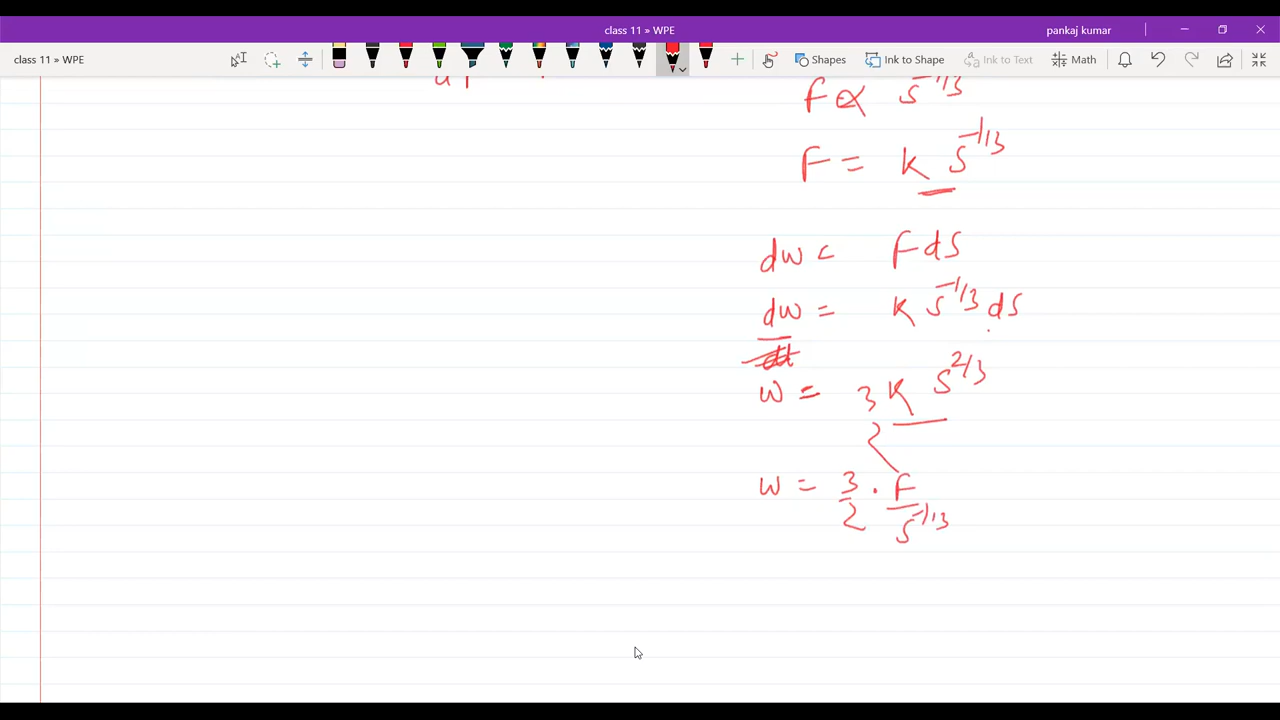 class 11 » WPE
pankaj kumar
class 11 » WPE
Shapes
Ink to Shape
Ink to Text
Math
F ∝ S^-1/3
F = K S^-1/3
dw = F dS
dw = K S^-1/3 dS
w = 3/2 K S^2/3
w = 3/2 · F/S^-1/3